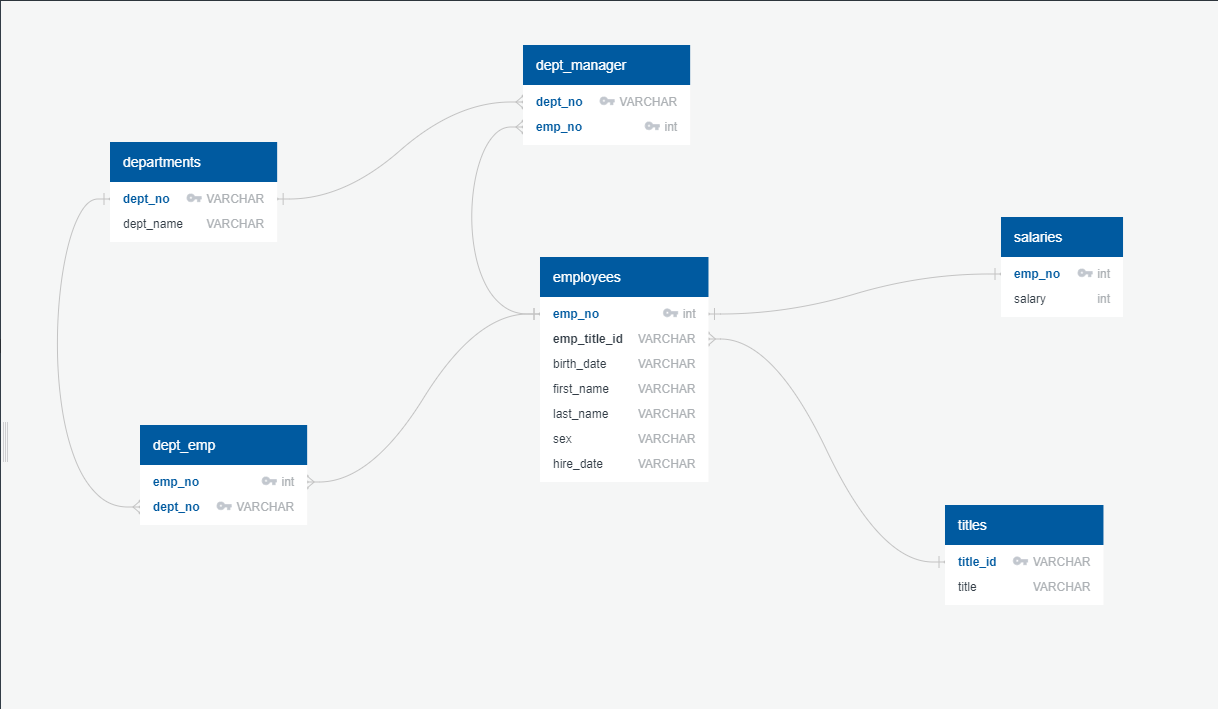 dept_manager
dept_no VARCHAR
emp_no int
departments
dept_no VARCHAR
dept_name VARCHAR
salaries
emp_no int
salary int
employees
emp_no int
emp_title_id VARCHAR
birth_date VARCHAR
first_name VARCHAR
last_name VARCHAR
sex VARCHAR
hire_date VARCHAR
dept_emp
emp_no int
dept_no VARCHAR
titles
title_id VARCHAR
title VARCHAR